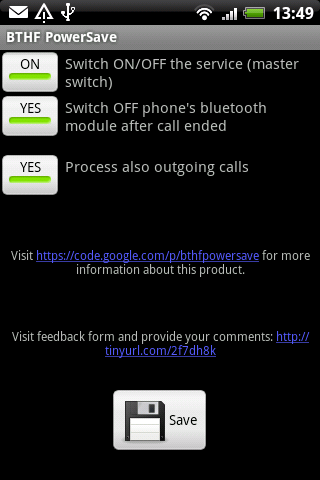 13:49
BTHF PowerSave
ON
Switch ON/OFF the service (master
switch)
YES
Switch OFF phone's bluetooth
module after call ended
YES
Process also outgoing calls
Visit https://code.google.com/p/bthfpowersave for more
information about this product.
Visit feedback form and provide your comments: http://
tinyurl.com/2f7dh8k
Save